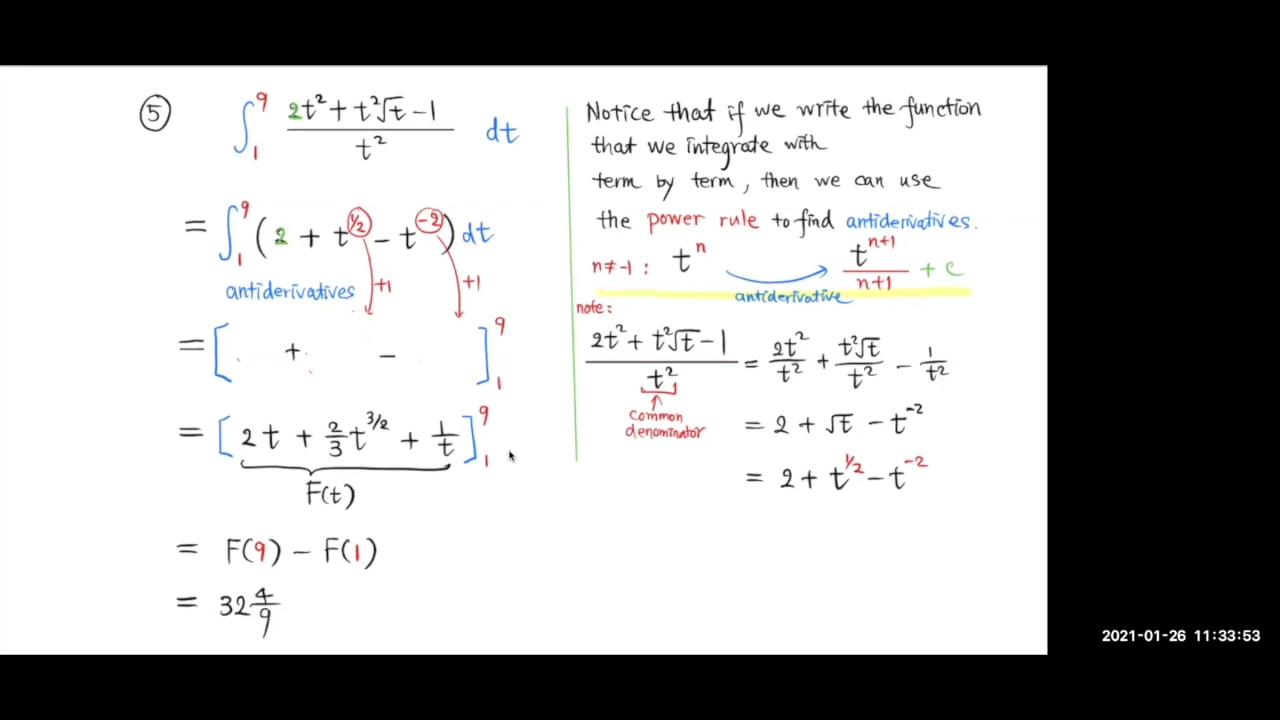 ⑤ ∫₁⁹ (2t² + t²√t − 1)/t² dt
= ∫₁⁹ (2 + t^(1/2) − t^(−2)) dt
antiderivatives +1 +1
= [ + − ]₁⁹
= [2t + (2/3)t^(3/2) + 1/t]₁⁹
F(t)
= F(9) − F(1)
= 32 4/9
Notice that if we write the function
that we integrate with
term by term, then we can use
the power rule to find antiderivatives.
n≠-1 : t^n → t^(n+1)/(n+1) + C
antiderivative
note:
(2t² + t²√t − 1)/t² = 2t²/t² + t²√t/t² − 1/t²
common
denominator
= 2 + √t − t^(−2)
= 2 + t^(1/2) − t^(−2)
2021-01-26 11:33:53